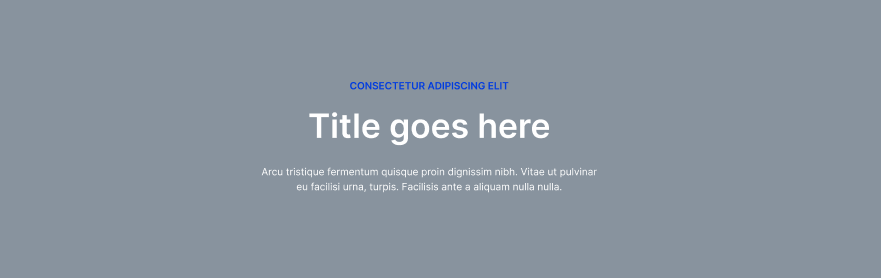 CONSECTETUR ADIPISCING ELIT
Title goes here
Arcu tristique fermentum quisque proin dignissim nibh. Vitae ut pulvinar
eu facilisi urna, turpis. Facilisis ante a aliquam nulla nulla.